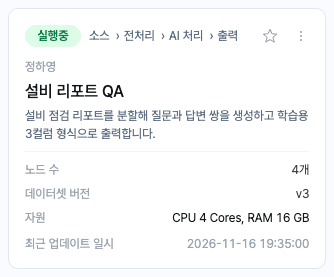 실행중 소스 › 전처리 › AI 처리 › 출력
정하영
설비 리포트 QA
설비 점검 리포트를 분할해 질문과 답변 쌍을 생성하고 학습용
3컬럼 형식으로 출력합니다.
노드 수 4개
데이터셋 버전 v3
자원 CPU 4 Cores, RAM 16 GB
최근 업데이트 일시 2026-11-16 19:35:00